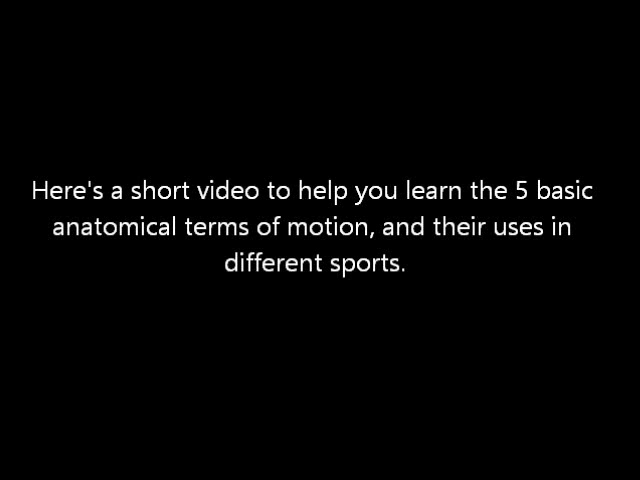 Here's a short video to help you learn the 5 basic
anatomical terms of motion, and their uses in
different sports.